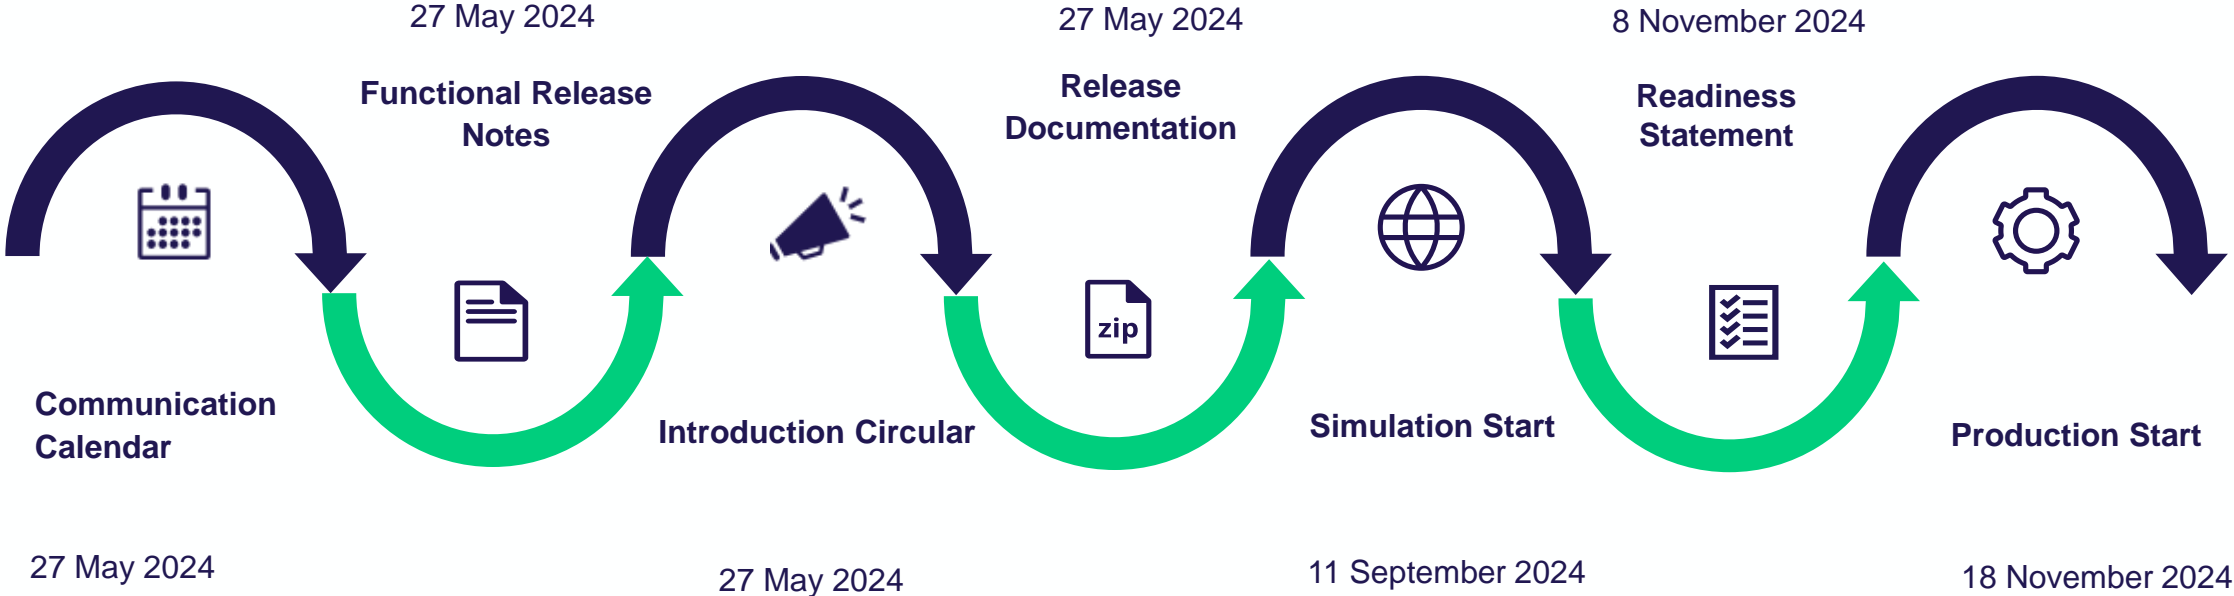 27 May 2024
27 May 2024
8 November 2024
Functional Release
Notes
Release
Documentation
Readiness
Statement
zip
Communication
Calendar
Introduction Circular
Simulation Start
Production Start
27 May 2024
27 May 2024
11 September 2024
18 November 2024